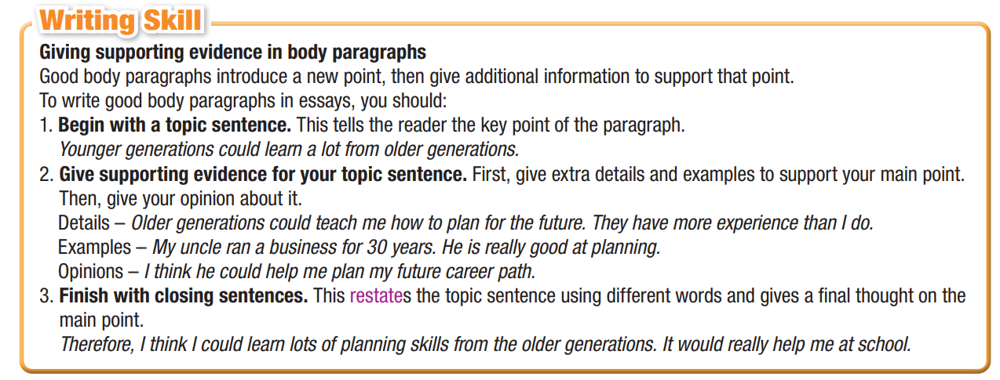 Writing Skill
Giving supporting evidence in body paragraphs
Good body paragraphs introduce a new point, then give additional information to support that point.
To write good body paragraphs in essays, you should:
1. Begin with a topic sentence. This tells the reader the key point of the paragraph.
Younger generations could learn a lot from older generations.
2. Give supporting evidence for your topic sentence. First, give extra details and examples to support your main point.
Then, give your opinion about it.
Details – Older generations could teach me how to plan for the future. They have more experience than I do.
Examples – My uncle ran a business for 30 years. He is really good at planning.
Opinions – I think he could help me plan my future career path.
3. Finish with closing sentences. This restates the topic sentence using different words and gives a final thought on the
main point.
Therefore, I think I could learn lots of planning skills from the older generations. It would really help me at school.